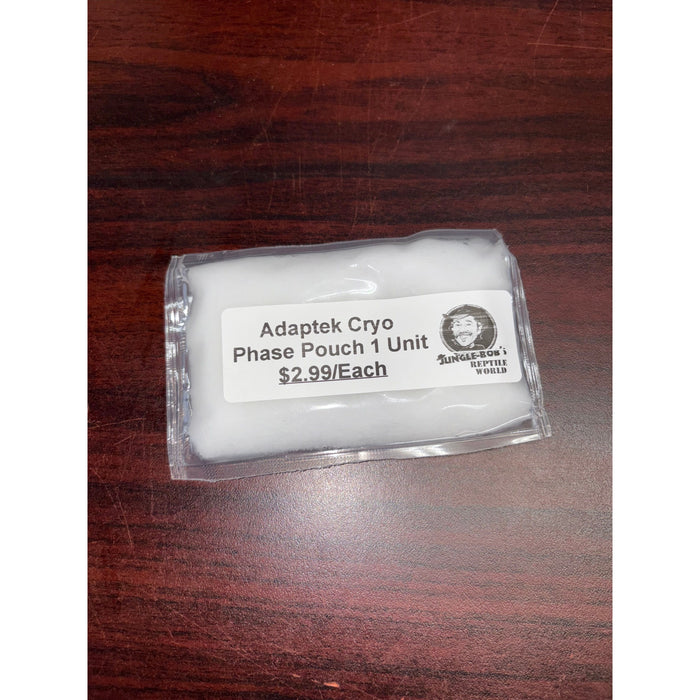 Adaptek Cryo
Phase Pouch 1 Unit
$2.99/Each
JUNGLE-BOB's
REPTILE
WORLD